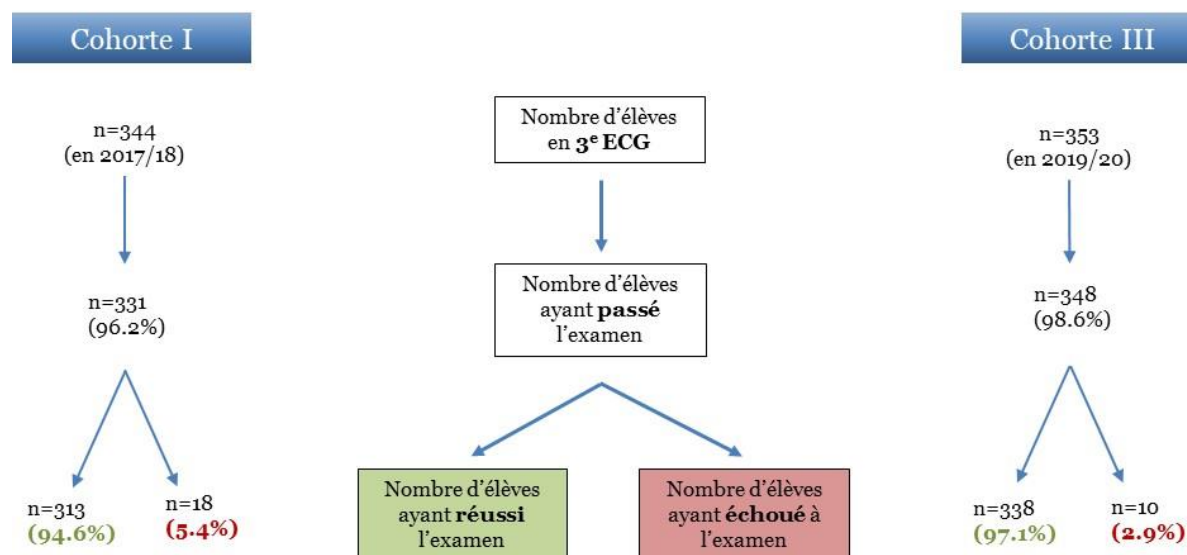 Cohorte I
Cohorte III
n=344
(en 2017/18)
Nombre d'élèves
en 3e ECG
n=353
(en 2019/20)
n=331
(96.2%)
Nombre d'élèves
ayant passé
l'examen
n=348
(98.6%)
n=313
(94.6%)
n=18
(5.4%)
Nombre d'élèves
ayant réussi
l'examen
Nombre d'élèves
ayant échoué à
l'examen
n=338
(97.1%)
n=10
(2.9%)